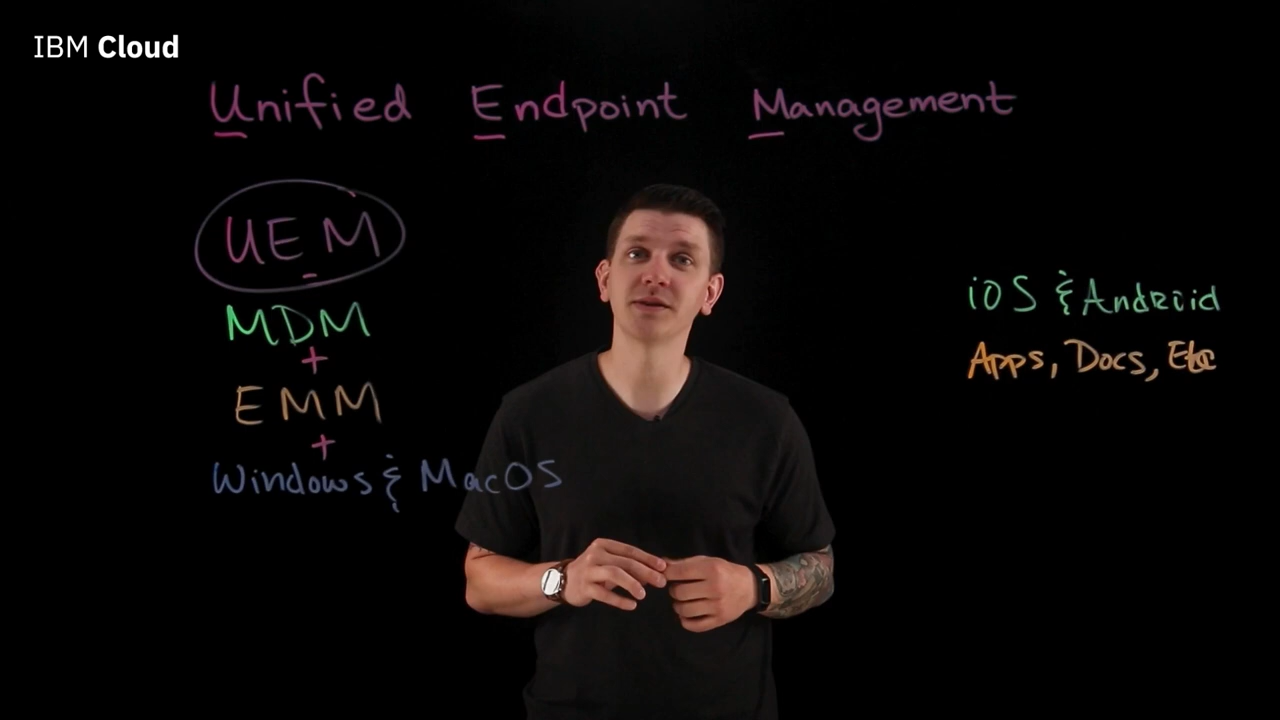 IBM Cloud
Unified Endpoint Management
UEM
MDM
+
EMM
+
Windows & MacOS
iOS & Android
Apps, Docs, Etc